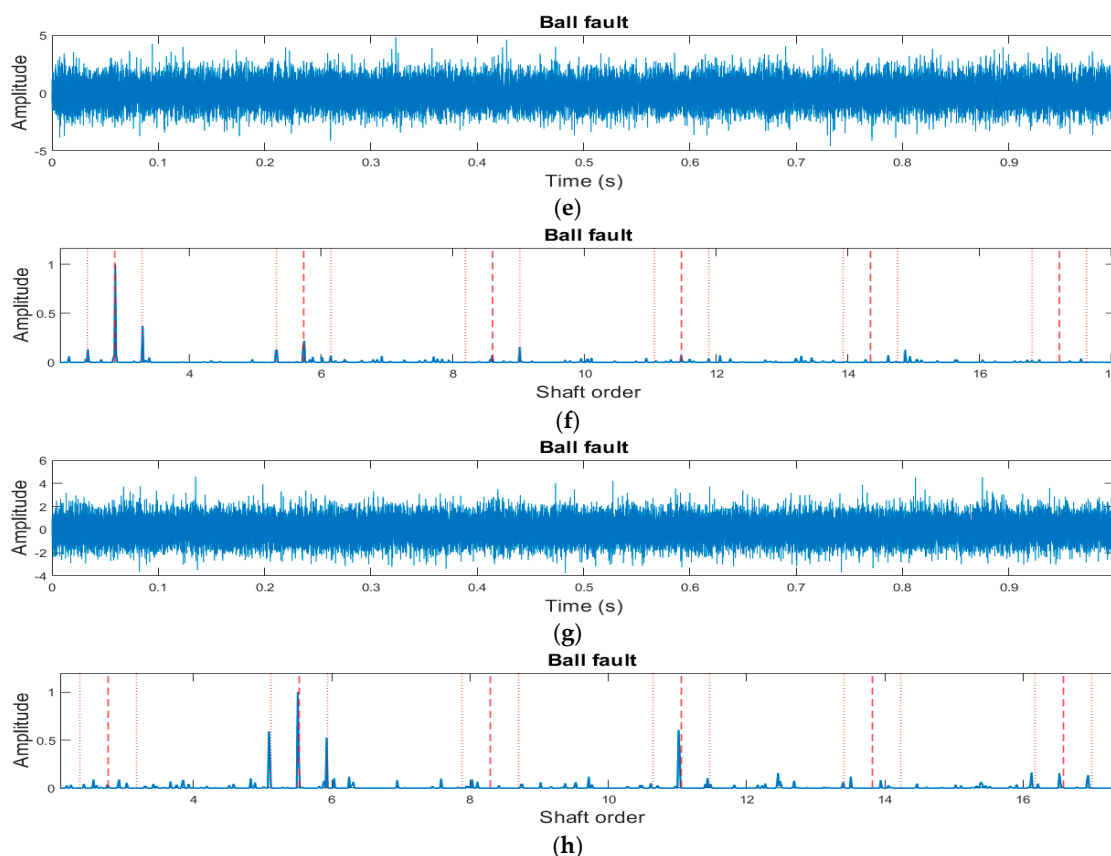 Ball fault
5
0
-5
Amplitude
0 0.1 0.2 0.3 0.4 0.5 0.6 0.7 0.8 0.9
Time (s)
(e)
Ball fault
1
0.5
0
Amplitude
4 6 8 10 12 14 16
Shaft order
(f)
Ball fault
6
4
2
0
-2
-4
Amplitude
0 0.1 0.2 0.3 0.4 0.5 0.6 0.7 0.8 0.9
Time (s)
(g)
Ball fault
1
0.5
0
Amplitude
4 6 8 10 12 14 16
Shaft order
(h)